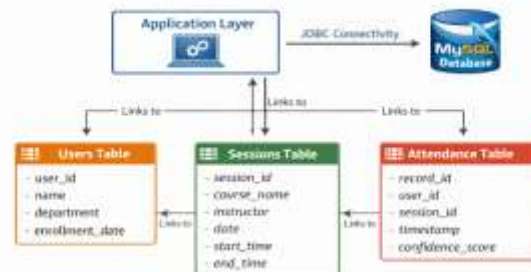 Application Layer
JDBC Connectivity
MySQL
Database
Links to
Links to
Links to
Users Table
- user_id
- name
- department
- enrollment_date
Links to
Sessions Table
- session_id
- course_name
- instructor
- date
- start_time
- end_time
Links to
Attendance Table
- record_id
- user_id
- session_id
- timestamp
- confidence_score